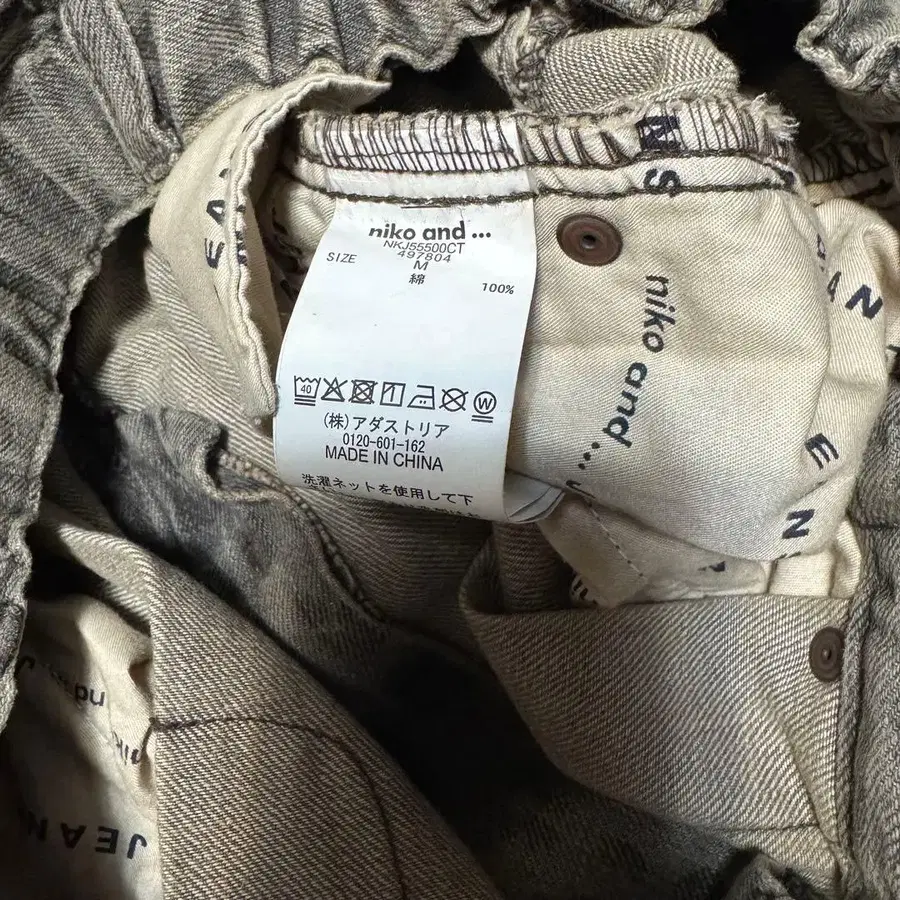 niko and ...
NKJ55500CT
497804
SIZE
M
綿
100%
40
W
(株)アダストリア
0120-601-162
MADE IN CHINA
洗濯ネットを使用して下
niko and ...
E
N
JEAN